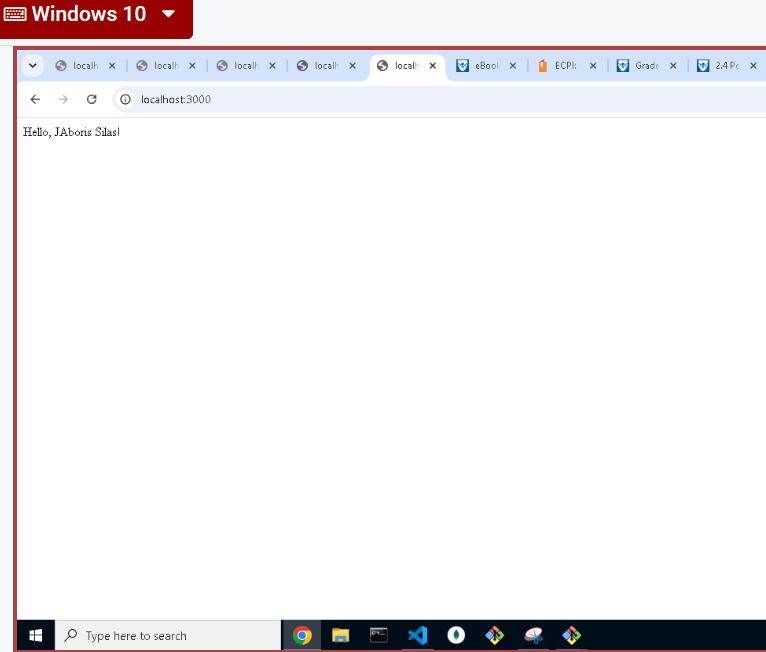 Windows 10
localh
localh
localh
localh
localh
eBool
ECPI:
Grade
2.4 Pe
localhost:3000
Hello, JAboris Silas!
Type here to search